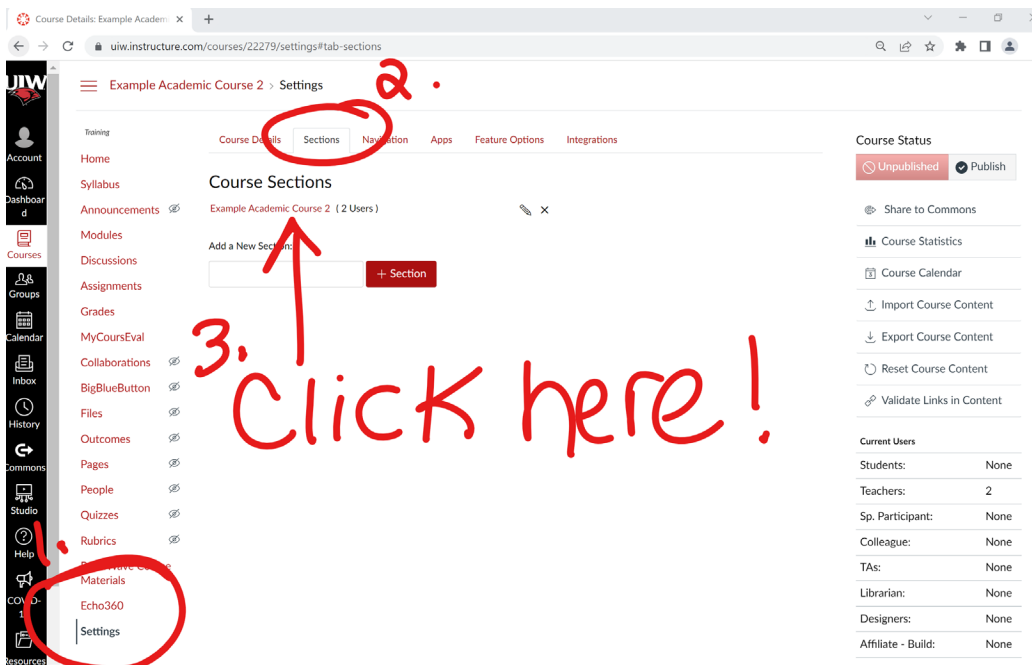 Course Details: Example Academ
uiw.instructure.com/courses/22279/settings#tab-sections
UIW
Example Academic Course 2 > Settings
2.
Training
Course Details Sections Navigation Apps Feature Options Integrations
Course Sections
Example Academic Course 2 ( 2 Users )
Add a New Section:
+ Section
3.
Click here!
1.
Account
Dashboar
d
Courses
Groups
Calendar
Inbox
History
Commons
Studio
Help
COVID-
1
Resources
Home
Syllabus
Announcements
Modules
Discussions
Assignments
Grades
MyCoursEval
Collaborations
BigBlueButton
Files
Outcomes
Pages
People
Quizzes
Rubrics
Course
Materials
Echo360
Settings
Course Status
Unpublished Publish
Share to Commons
Course Statistics
Course Calendar
Import Course Content
Export Course Content
Reset Course Content
Validate Links in Content
Current Users
Students: None
Teachers: 2
Sp. Participant: None
Colleague: None
TAs: None
Librarian: None
Designers: None
Affiliate - Build: None